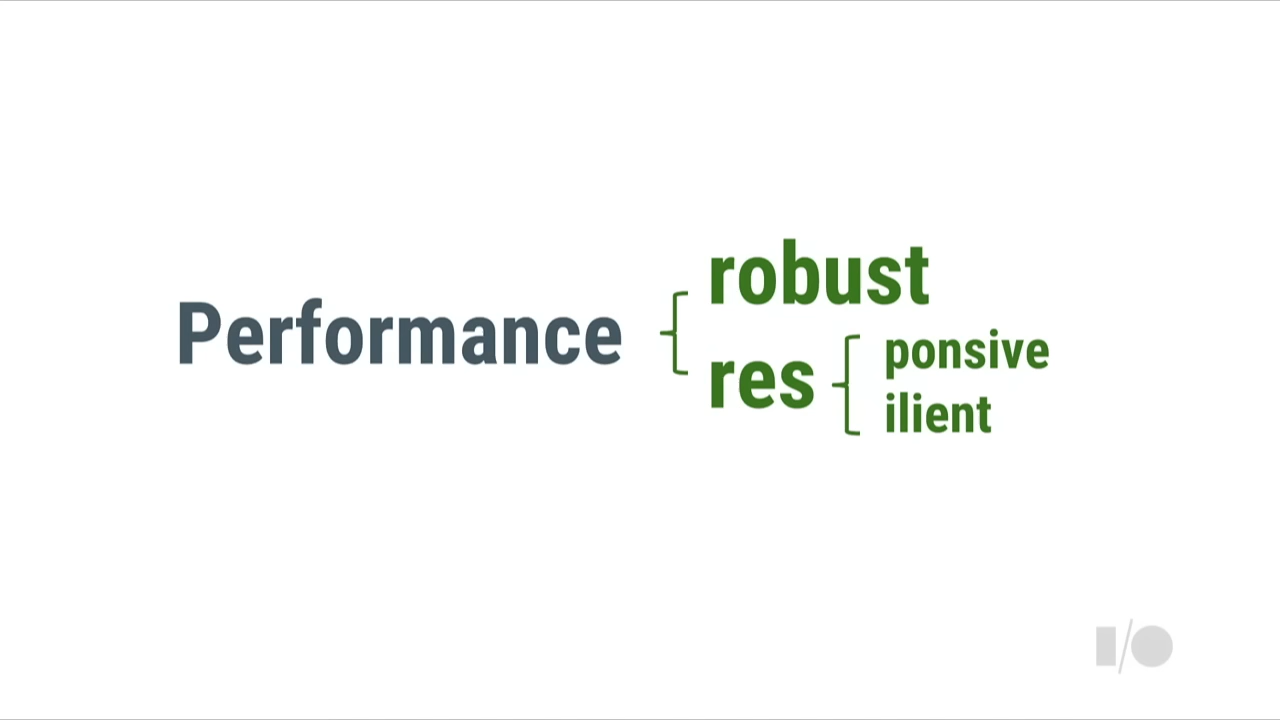 Performance
robust
res
ponsive
ilient
I/O